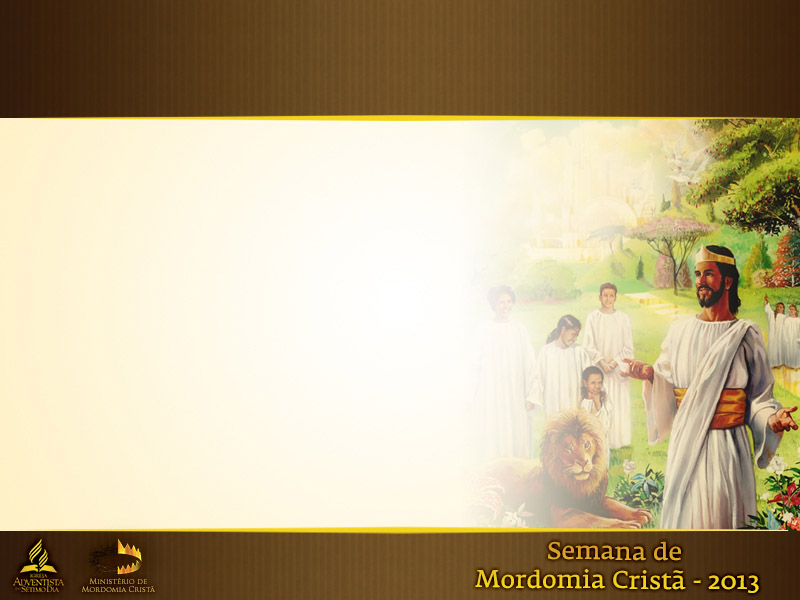 Semana de
Mordomia Cristã - 2013
IGREJA
ADVENTISTA
DO SÉTIMO DIA
MINISTÉRIO DE
MORDOMIA CRISTÃ